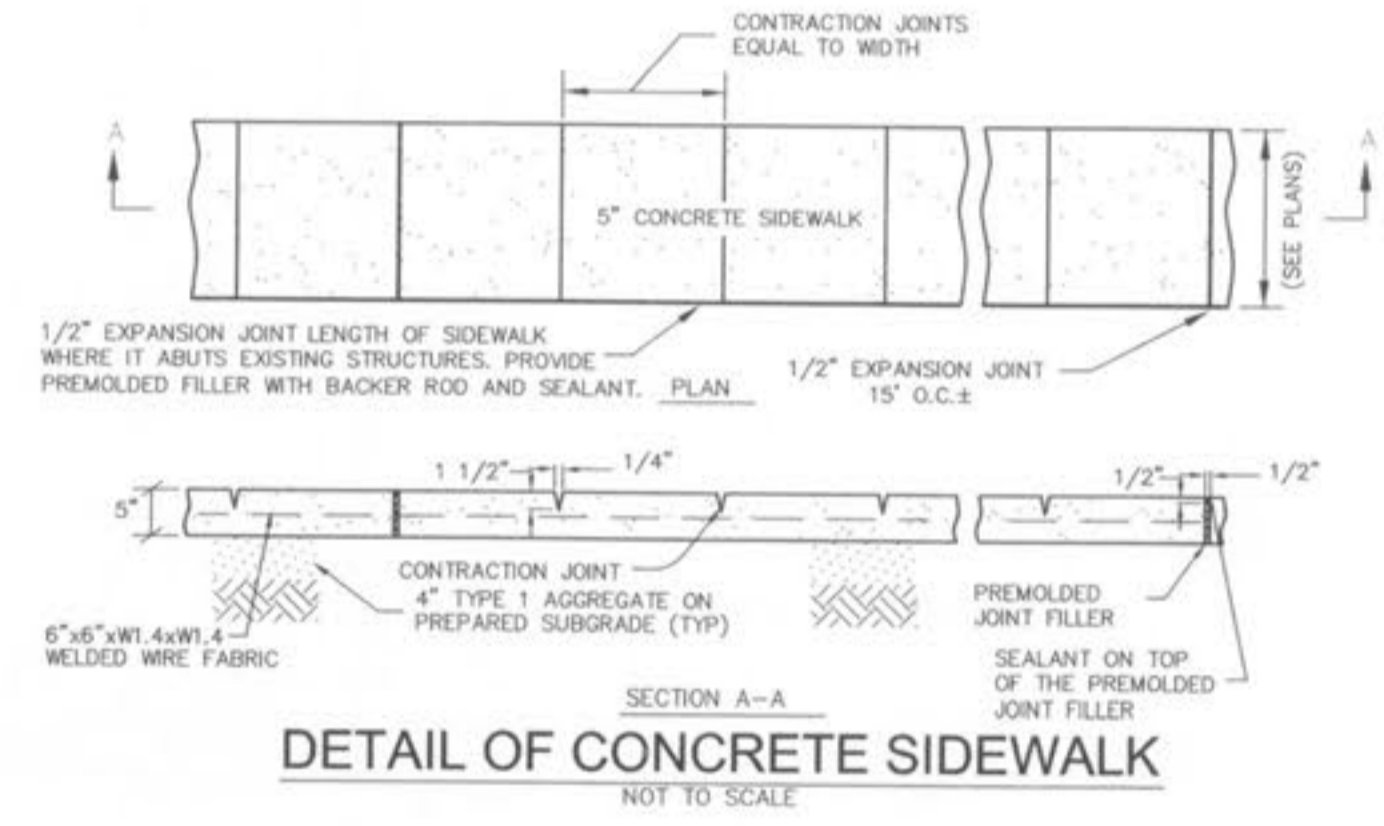 CONTRACTION JOINTS
EQUAL TO WIDTH
A
A
5" CONCRETE SIDEWALK
(SEE PLANS)
1/2" EXPANSION JOINT LENGTH OF SIDEWALK
WHERE IT ABUTS EXISTING STRUCTURES. PROVIDE
PREMOLDED FILLER WITH BACKER ROD AND SEALANT.
PLAN
1/2" EXPANSION JOINT
15' O.C.±
1 1/2"
1/4"
1/2"
1/2"
5"
CONTRACTION JOINT
4" TYPE 1 AGGREGATE ON
PREPARED SUBGRADE (TYP)
6"x6"xW1.4xW1.4
WELDED WIRE FABRIC
PREMOLDED
JOINT FILLER
SEALANT ON TOP
OF THE PREMOLDED
JOINT FILLER
SECTION A-A
DETAIL OF CONCRETE SIDEWALK
NOT TO SCALE